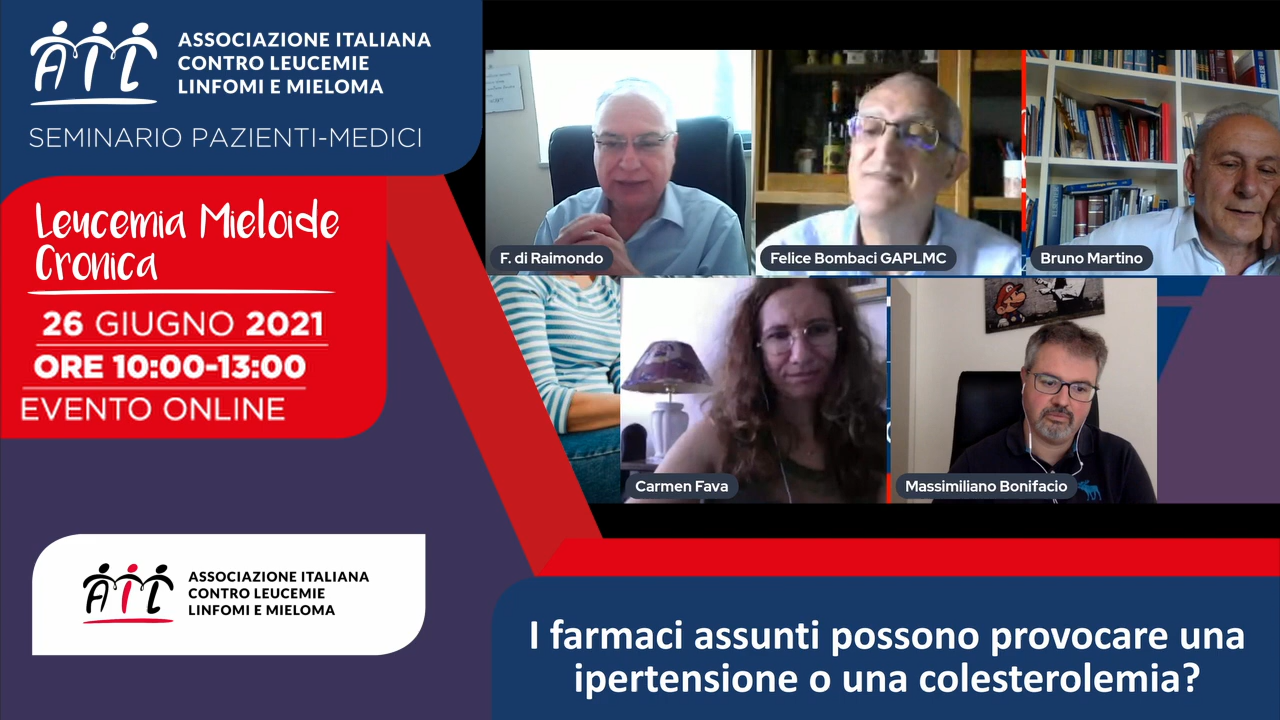 AIL
ASSOCIAZIONE ITALIANA
CONTRO LEUCEMIE
LINFOMI E MIELOMA
SEMINARIO PAZIENTI-MEDICI
Leucemia Mieloide
Cronica
26 GIUGNO 2021
ORE 10:00-13:00
EVENTO ONLINE
F. di Raimondo
Felice Bombaci GAPLMC
Bruno Martino
Carmen Fava
Massimiliano Bonifacio
AIL
ASSOCIAZIONE ITALIANA
CONTRO LEUCEMIE
LINFOMI E MIELOMA
I farmaci assunti possono provocare una
ipertensione o una colesterolemia?